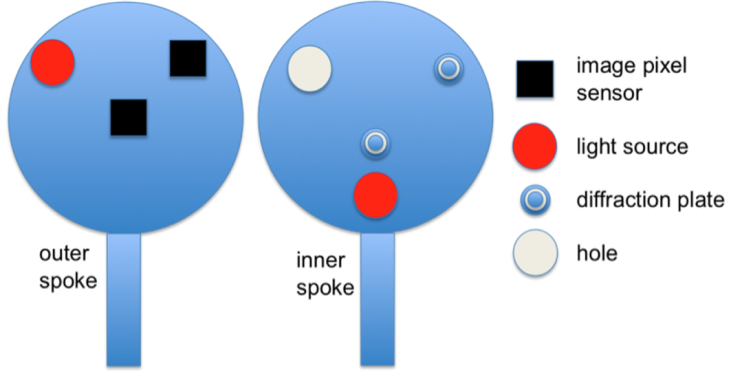 outer
spoke
inner
spoke
image pixel
sensor
light source
diffraction plate
hole